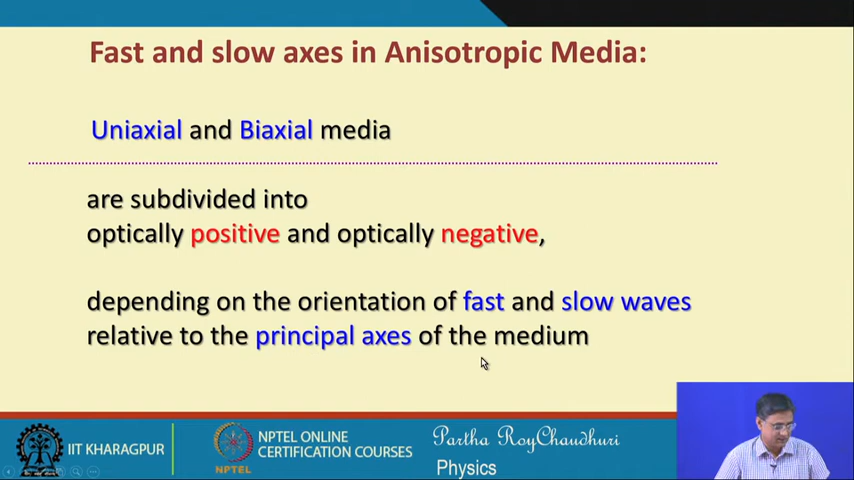 Fast and slow axes in Anisotropic Media:
Uniaxial and Biaxial media
are subdivided into
optically positive and optically negative,
depending on the orientation of fast and slow waves
relative to the principal axes of the medium
IIT KHARAGPUR
NPTEL
NPTEL ONLINE
CERTIFICATION COURSES
Partha RoyChaudhuri
Physics